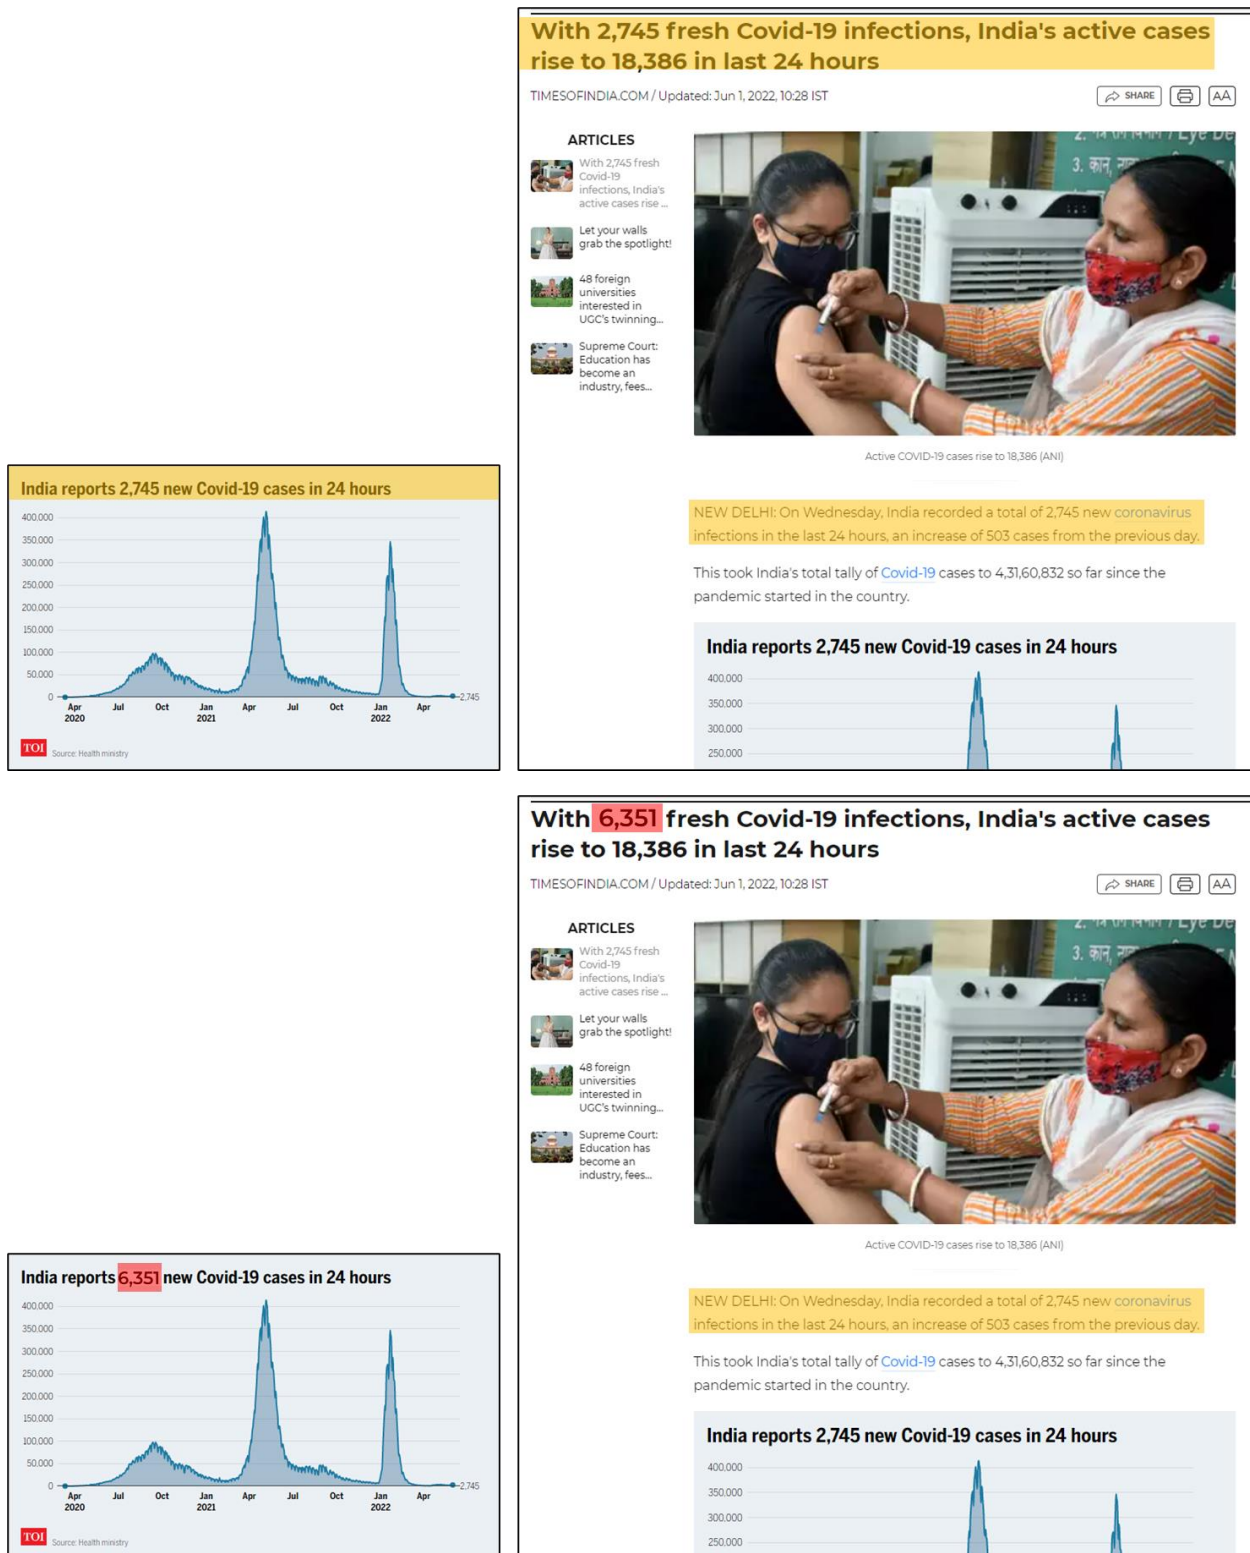 With 2,745 fresh Covid-19 infections, India's active cases
rise to 18,386 in last 24 hours
TIMESOFINDIA.COM / Updated: Jun 1, 2022, 10:28 IST
SHARE
AA
ARTICLES
With 2,745 fresh
Covid-19
infections, India's
active cases rise ...
Let your walls
grab the spotlight!
48 foreign
universities
interested in
UGC's twinning...
Supreme Court:
Education has
become an
industry, fees...
3. कान,
Active COVID-19 cases rise to 18,386 (ANI)
NEW DELHI: On Wednesday, India recorded a total of 2,745 new coronavirus
infections in the last 24 hours, an increase of 503 cases from the previous day.
This took India's total tally of Covid-19 cases to 4,31,60,832 so far since the
pandemic started in the country.
India reports 2,745 new Covid-19 cases in 24 hours
400,000
350,000
300,000
250,000
India reports 2,745 new Covid-19 cases in 24 hours
400,000
350,000
300,000
250,000
200,000
150,000
100,000
50,000
0
2,745
Apr Jul Oct Jan Apr Jul Oct Jan Apr
2020 2021 2022
TOI Source: Health ministry
With 6,351 fresh Covid-19 infections, India's active cases
rise to 18,386 in last 24 hours
TIMESOFINDIA.COM / Updated: Jun 1, 2022, 10:28 IST
SHARE
AA
ARTICLES
With 2,745 fresh
Covid-19
infections, India's
active cases rise ...
Let your walls
grab the spotlight!
48 foreign
universities
interested in
UGC's twinning...
Supreme Court:
Education has
become an
industry, fees...
3. कान,
Active COVID-19 cases rise to 18,386 (ANI)
NEW DELHI: On Wednesday, India recorded a total of 2,745 new coronavirus
infections in the last 24 hours, an increase of 503 cases from the previous day.
This took India's total tally of Covid-19 cases to 4,31,60,832 so far since the
pandemic started in the country.
India reports 2,745 new Covid-19 cases in 24 hours
400,000
350,000
300,000
250,000
India reports 6,351 new Covid-19 cases in 24 hours
400,000
350,000
300,000
250,000
200,000
150,000
100,000
50,000
0
2,745
Apr Jul Oct Jan Apr Jul Oct Jan Apr
2020 2021 2022
TOI Source: Health ministry